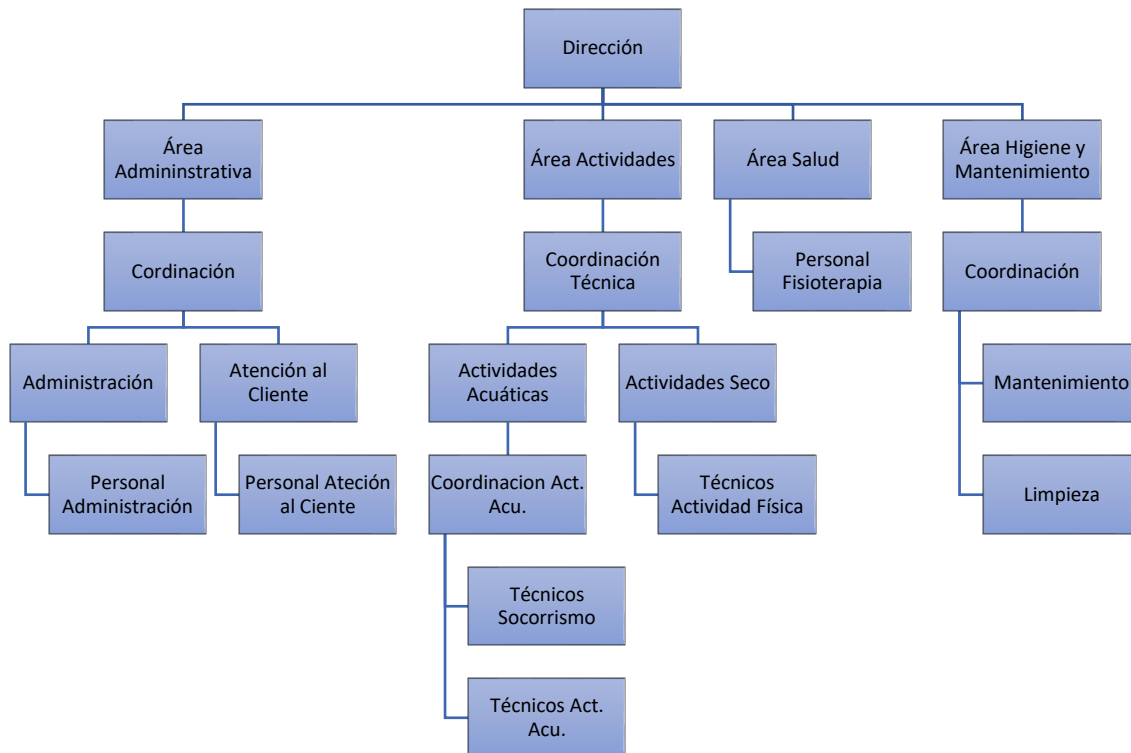 Dirección
Área
Admininstrativa
Área Actividades
Área Salud
Área Higiene y
Mantenimiento
Cordinación
Coordinación
Técnica
Personal
Fisioterapia
Coordinación
Administración
Atención al
Cliente
Actividades
Acuáticas
Actividades Seco
Mantenimiento
Personal
Administración
Personal Ateción
al Ciente
Coordinacion Act.
Acu.
Técnicos
Actividad Física
Limpieza
Técnicos
Socorrismo
Técnicos Act.
Acu.